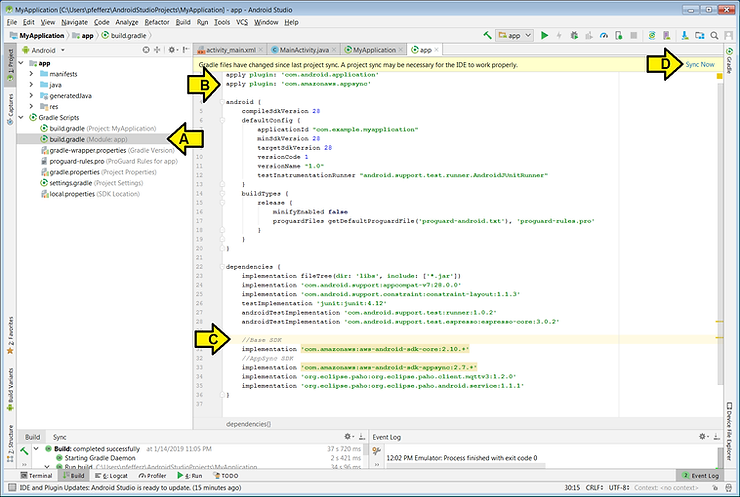 MyApplication [C:\Users\pfefferz\AndroidStudioProjects\MyApplication] - app - Android Studio
File Edit View Navigate Code Analyze Refactor Build Run Tools VCS Window Help
MyApplication app build.gradle
app
Android
activity_main.xml MainActivity.java MyApplication app
1: Project
Captures
2: Favorites
Build Variants
Z: Structure
Gradle
Device File Explorer
app
manifests
java
generatedJava
res
Gradle Scripts
build.gradle (Project: MyApplication)
build.gradle (Module: app)
gradle-wrapper.properties (Gradle Version)
proguard-rules.pro (ProGuard Rules for app)
gradle.properties (Project Properties)
settings.gradle (Project Settings)
local.properties (SDK Location)
A
B
C
D
Gradle files have changed since last project sync. A project sync may be necessary for the IDE to work properly. Sync Now
apply plugin: 'com.android.application'
apply plugin: 'com.amazonaws.appsync'
android {
compileSdkVersion 28
defaultConfig {
applicationId "com.example.myapplication"
minSdkVersion 28
targetSdkVersion 28
versionCode 1
versionName "1.0"
testInstrumentationRunner "android.support.test.runner.AndroidJUnitRunner"
}
buildTypes {
release {
minifyEnabled false
proguardFiles getDefaultProguardFile('proguard-android.txt'), 'proguard-rules.pro'
}
}
}
dependencies {
implementation fileTree(dir: 'libs', include: ['*.jar'])
implementation 'com.android.support:appcompat-v7:28.0.0'
implementation 'com.android.support.constraint:constraint-layout:1.1.3'
testImplementation 'junit:junit:4.12'
androidTestImplementation 'com.android.support.test:runner:1.0.2'
androidTestImplementation 'com.android.support.test.espresso:espresso-core:3.0.2'
//Base SDK
implementation 'com.amazonaws:aws-android-sdk-core:2.10.+'
//AppSync SDK
implementation 'com.amazonaws:aws-android-sdk-appsync:2.7.+'
implementation 'org.eclipse.paho:org.eclipse.paho.client.mqttv3:1.2.0'
implementation 'org.eclipse.paho:org.eclipse.paho.android.service:1.1.1'
}
dependencies{}
Build Sync
Event Log
Build: completed successfully at 1/14/2019 11:05 PM 37 s 720 ms
Starting Gradle Daemon 2 s 421 ms
Run build C:\Users\pfefferz\AndroidStudioProjects\MyApplication 34 s 96 ms
12:02 PM Emulator: Process finished with exit code 0
Terminal Build 6: Logcat Profiler 4: Run TODO Event Log
IDE and Plugin Updates: Android Studio is ready to update. (15 minutes ago) 30:15 CRLF: UTF-8: Context: <no context>